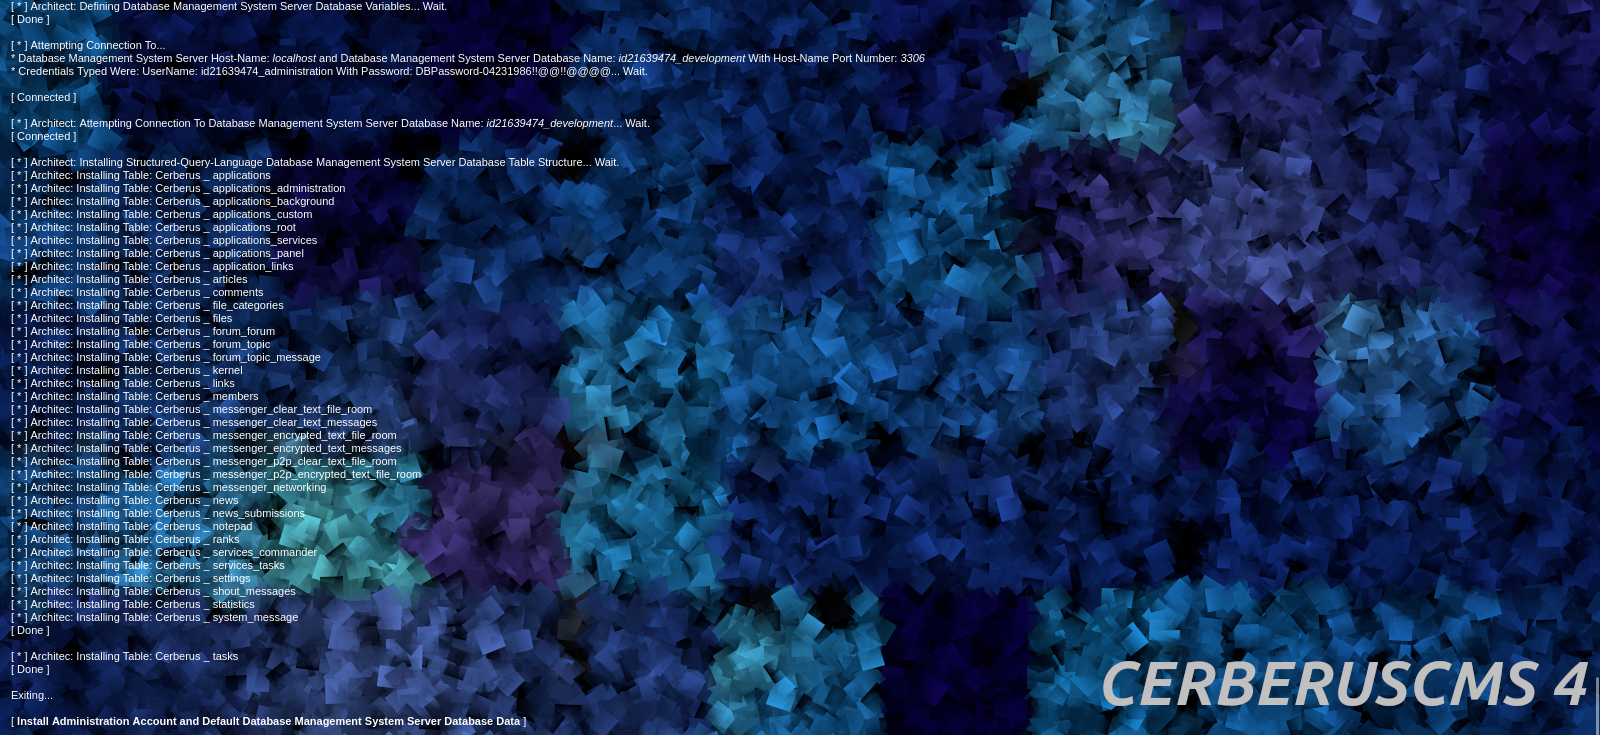 [ * ] Architect: Defining Database Management System Server Database Variables... Wait.
[ Done ]
[ * ] Attempting Connection To...
* Database Management System Server Host-Name: localhost and Database Management System Server Database Name: id21639474_development With Host-Name Port Number: 3306
* Credentials Typed Were: UserName: id21639474_administration With Password: DBPassword-04231986!!@@!!@@@@... Wait.
[ Connected ]
[ * ] Architect: Attempting Connection To Database Management System Server Database Name: id21639474_development... Wait.
[ Connected ]
[ * ] Architect: Installing Structured-Query-Language Database Management System Server Database Table Structure... Wait.
[ * ] Architec: Installing Table: Cerberus _ applications
[ * ] Architec: Installing Table: Cerberus _ applications_administration
[ * ] Architec: Installing Table: Cerberus _ applications_background
[ * ] Architec: Installing Table: Cerberus _ applications_custom
[ * ] Architec: Installing Table: Cerberus _ applications_root
[ * ] Architec: Installing Table: Cerberus _ applications_services
[ * ] Architec: Installing Table: Cerberus _ applications_panel
[ * ] Architec: Installing Table: Cerberus _ application_links
[ * ] Architec: Installing Table: Cerberus _ articles
[ * ] Architec: Installing Table: Cerberus _ comments
[ * ] Architec: Installing Table: Cerberus _ file_categories
[ * ] Architec: Installing Table: Cerberus _ files
[ * ] Architec: Installing Table: Cerberus _ forum_forum
[ * ] Architec: Installing Table: Cerberus _ forum_topic
[ * ] Architec: Installing Table: Cerberus _ forum_topic_message
[ * ] Architec: Installing Table: Cerberus _ kernel
[ * ] Architec: Installing Table: Cerberus _ links
[ * ] Architec: Installing Table: Cerberus _ members
[ * ] Architec: Installing Table: Cerberus _ messenger_clear_text_file_room
[ * ] Architec: Installing Table: Cerberus _ messenger_clear_text_messages
[ * ] Architec: Installing Table: Cerberus _ messenger_encrypted_text_file_room
[ * ] Architec: Installing Table: Cerberus _ messenger_encrypted_text_messages
[ * ] Architec: Installing Table: Cerberus _ messenger_p2p_clear_text_file_room
[ * ] Architec: Installing Table: Cerberus _ messenger_p2p_encrypted_text_file_room
[ * ] Architec: Installing Table: Cerberus _ messenger_networking
[ * ] Architec: Installing Table: Cerberus _ news
[ * ] Architec: Installing Table: Cerberus _ news_submissions
[ * ] Architec: Installing Table: Cerberus _ notepad
[ * ] Architec: Installing Table: Cerberus _ ranks
[ * ] Architec: Installing Table: Cerberus _ services_commander
[ * ] Architec: Installing Table: Cerberus _ services_tasks
[ * ] Architec: Installing Table: Cerberus _ settings
[ * ] Architec: Installing Table: Cerberus _ shout_messages
[ * ] Architec: Installing Table: Cerberus _ statistics
[ * ] Architec: Installing Table: Cerberus _ system_message
[ Done ]
[ * ] Architec: Installing Table: Cerberus _ tasks
[ Done ]
Exiting...
[ Install Administration Account and Default Database Management System Server Database Data ]
CERBERUSCMS 4